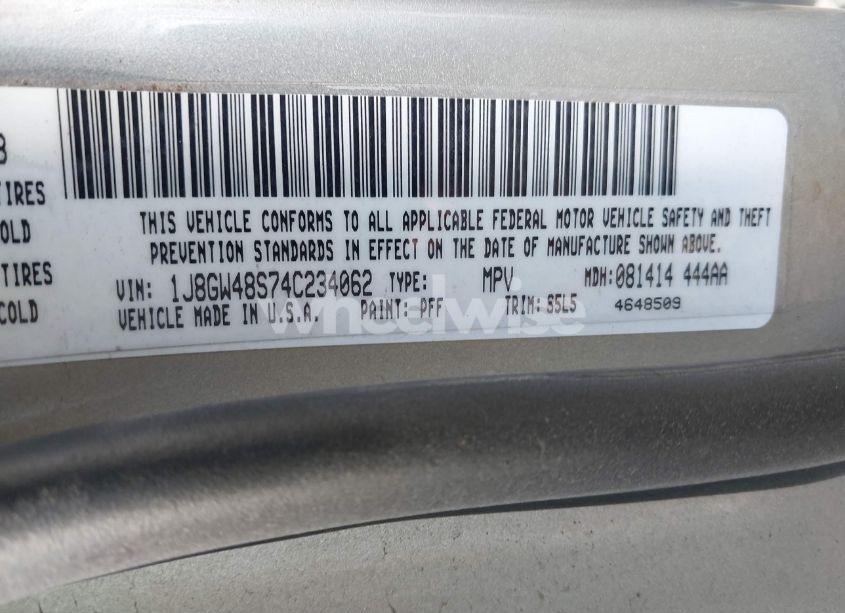 8
TIRES
OLD
TIRES
COLD
THIS VEHICLE CONFORMS TO ALL APPLICABLE FEDERAL MOTOR VEHICLE SAFETY AND THEFT
PREVENTION STANDARDS IN EFFECT ON THE DATE OF MANUFACTURE SHOWN ABOVE.
VIN: 1J8GW48S74C234062 TYPE: MPV MDH:081414 444AA
VEHICLE MADE IN U.S.A. PAINT: PFF TRIM: S5L5 4648509
wheelwise